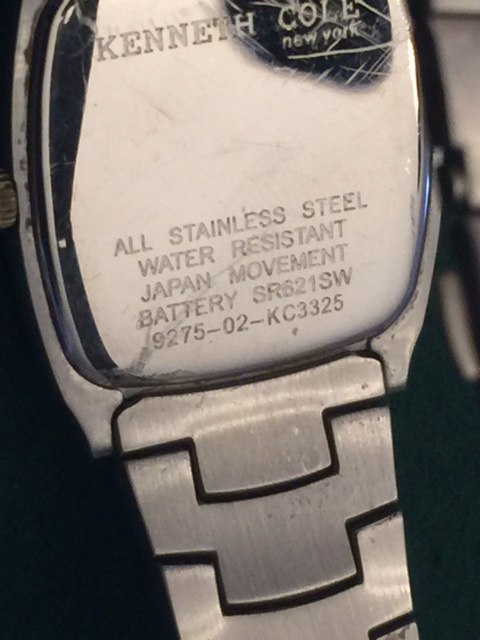 KENNETH COLE
new york
ALL STAINLESS STEEL
WATER RESISTANT
JAPAN MOVEMENT
BATTERY SR621SW
9275-02-KC3325